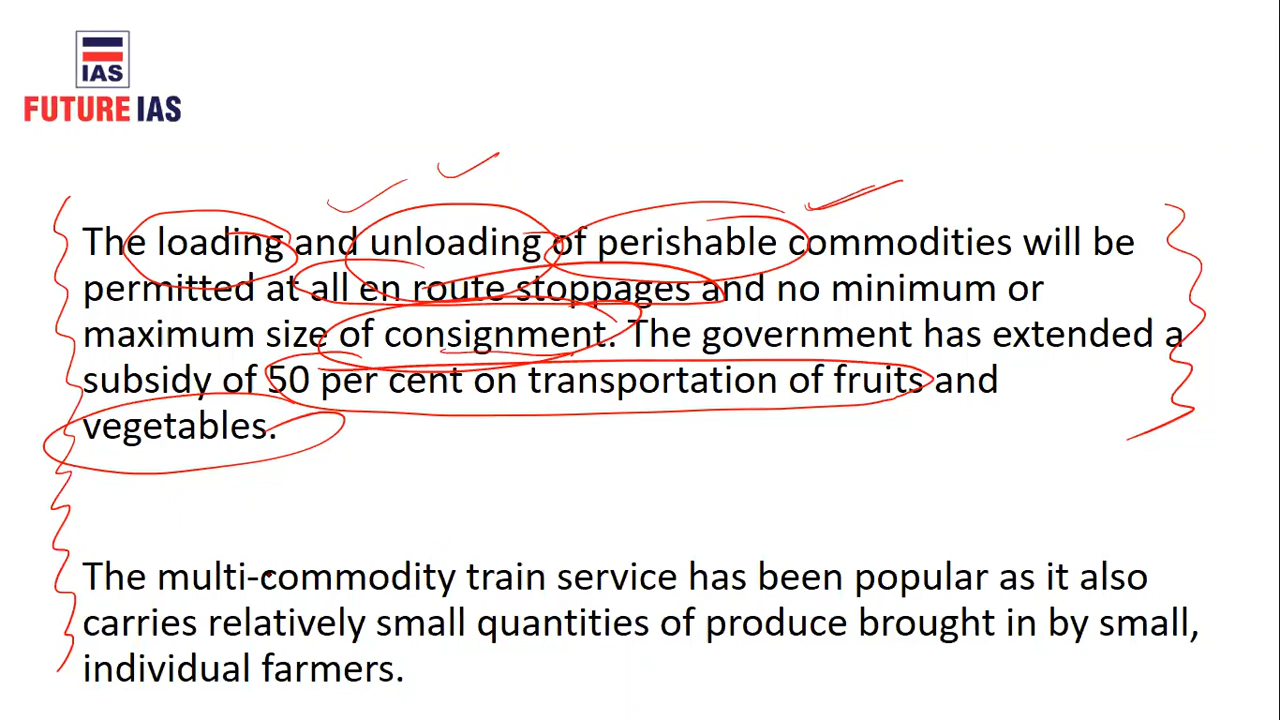 IAS
FUTURE IAS
The loading and unloading of perishable commodities will be
permitted at all en route stoppages and no minimum or
maximum size of consignment. The government has extended a
subsidy of 50 per cent on transportation of fruits and
vegetables.
The multi-commodity train service has been popular as it also
carries relatively small quantities of produce brought in by small,
individual farmers.